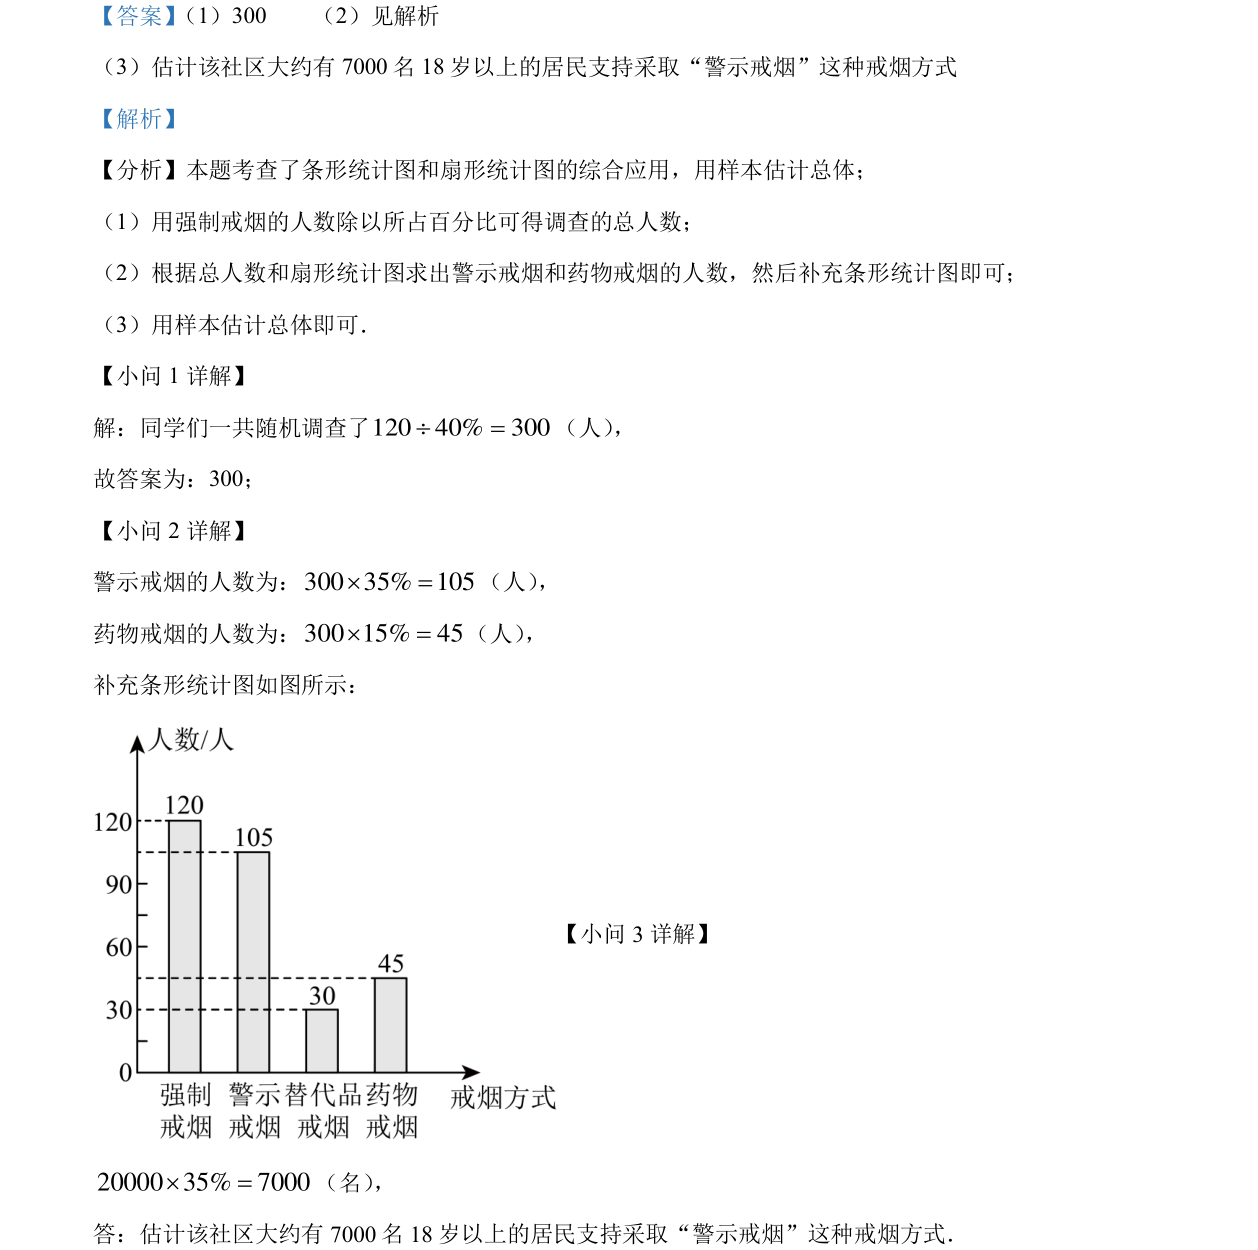 【答案】（1）300 （2）见解析
（3）估计该社区大约有 7000 名 18 岁以上的居民支持采取“警示戒烟”这种戒烟方式
【解析】
【分析】本题考查了条形统计图和扇形统计图的综合应用，用样本估计总体；
（1）用强制戒烟的人数除以所占百分比可得调查的总人数；
（2）根据总人数和扇形统计图求出警示戒烟和药物戒烟的人数，然后补充条形统计图即可；
（3）用样本估计总体即可．
【小问 1 详解】
解：同学们一共随机调查了120÷40% = 300（人），
故答案为：300；
【小问 2 详解】
警示戒烟的人数为：300×35% = 105（人），
药物戒烟的人数为：300×15% = 45（人），
补充条形统计图如图所示：
人数/人
120
120
105
90
60
45
30
30
0
强制戒烟
警示戒烟
替代品戒烟
药物戒烟
戒烟方式
【小问 3 详解】
20000×35% = 7000（名），
答：估计该社区大约有 7000 名 18 岁以上的居民支持采取“警示戒烟”这种戒烟方式．